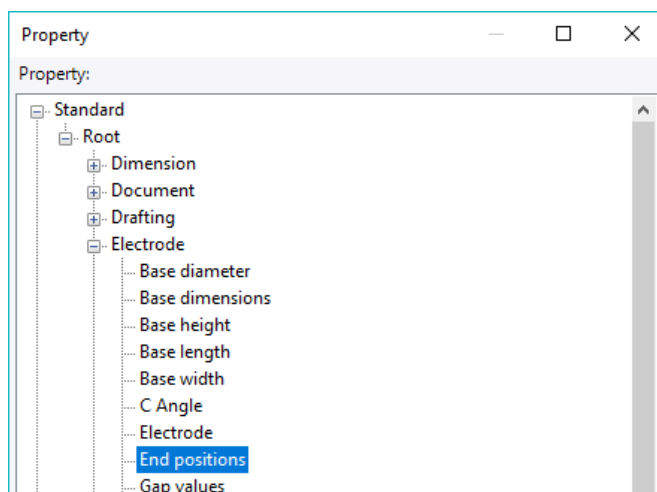 Property
Property:
Standard
Root
Dimension
Document
Drafting
Electrode
Base diameter
Base dimensions
Base height
Base length
Base width
C Angle
Electrode
End positions
Gap values